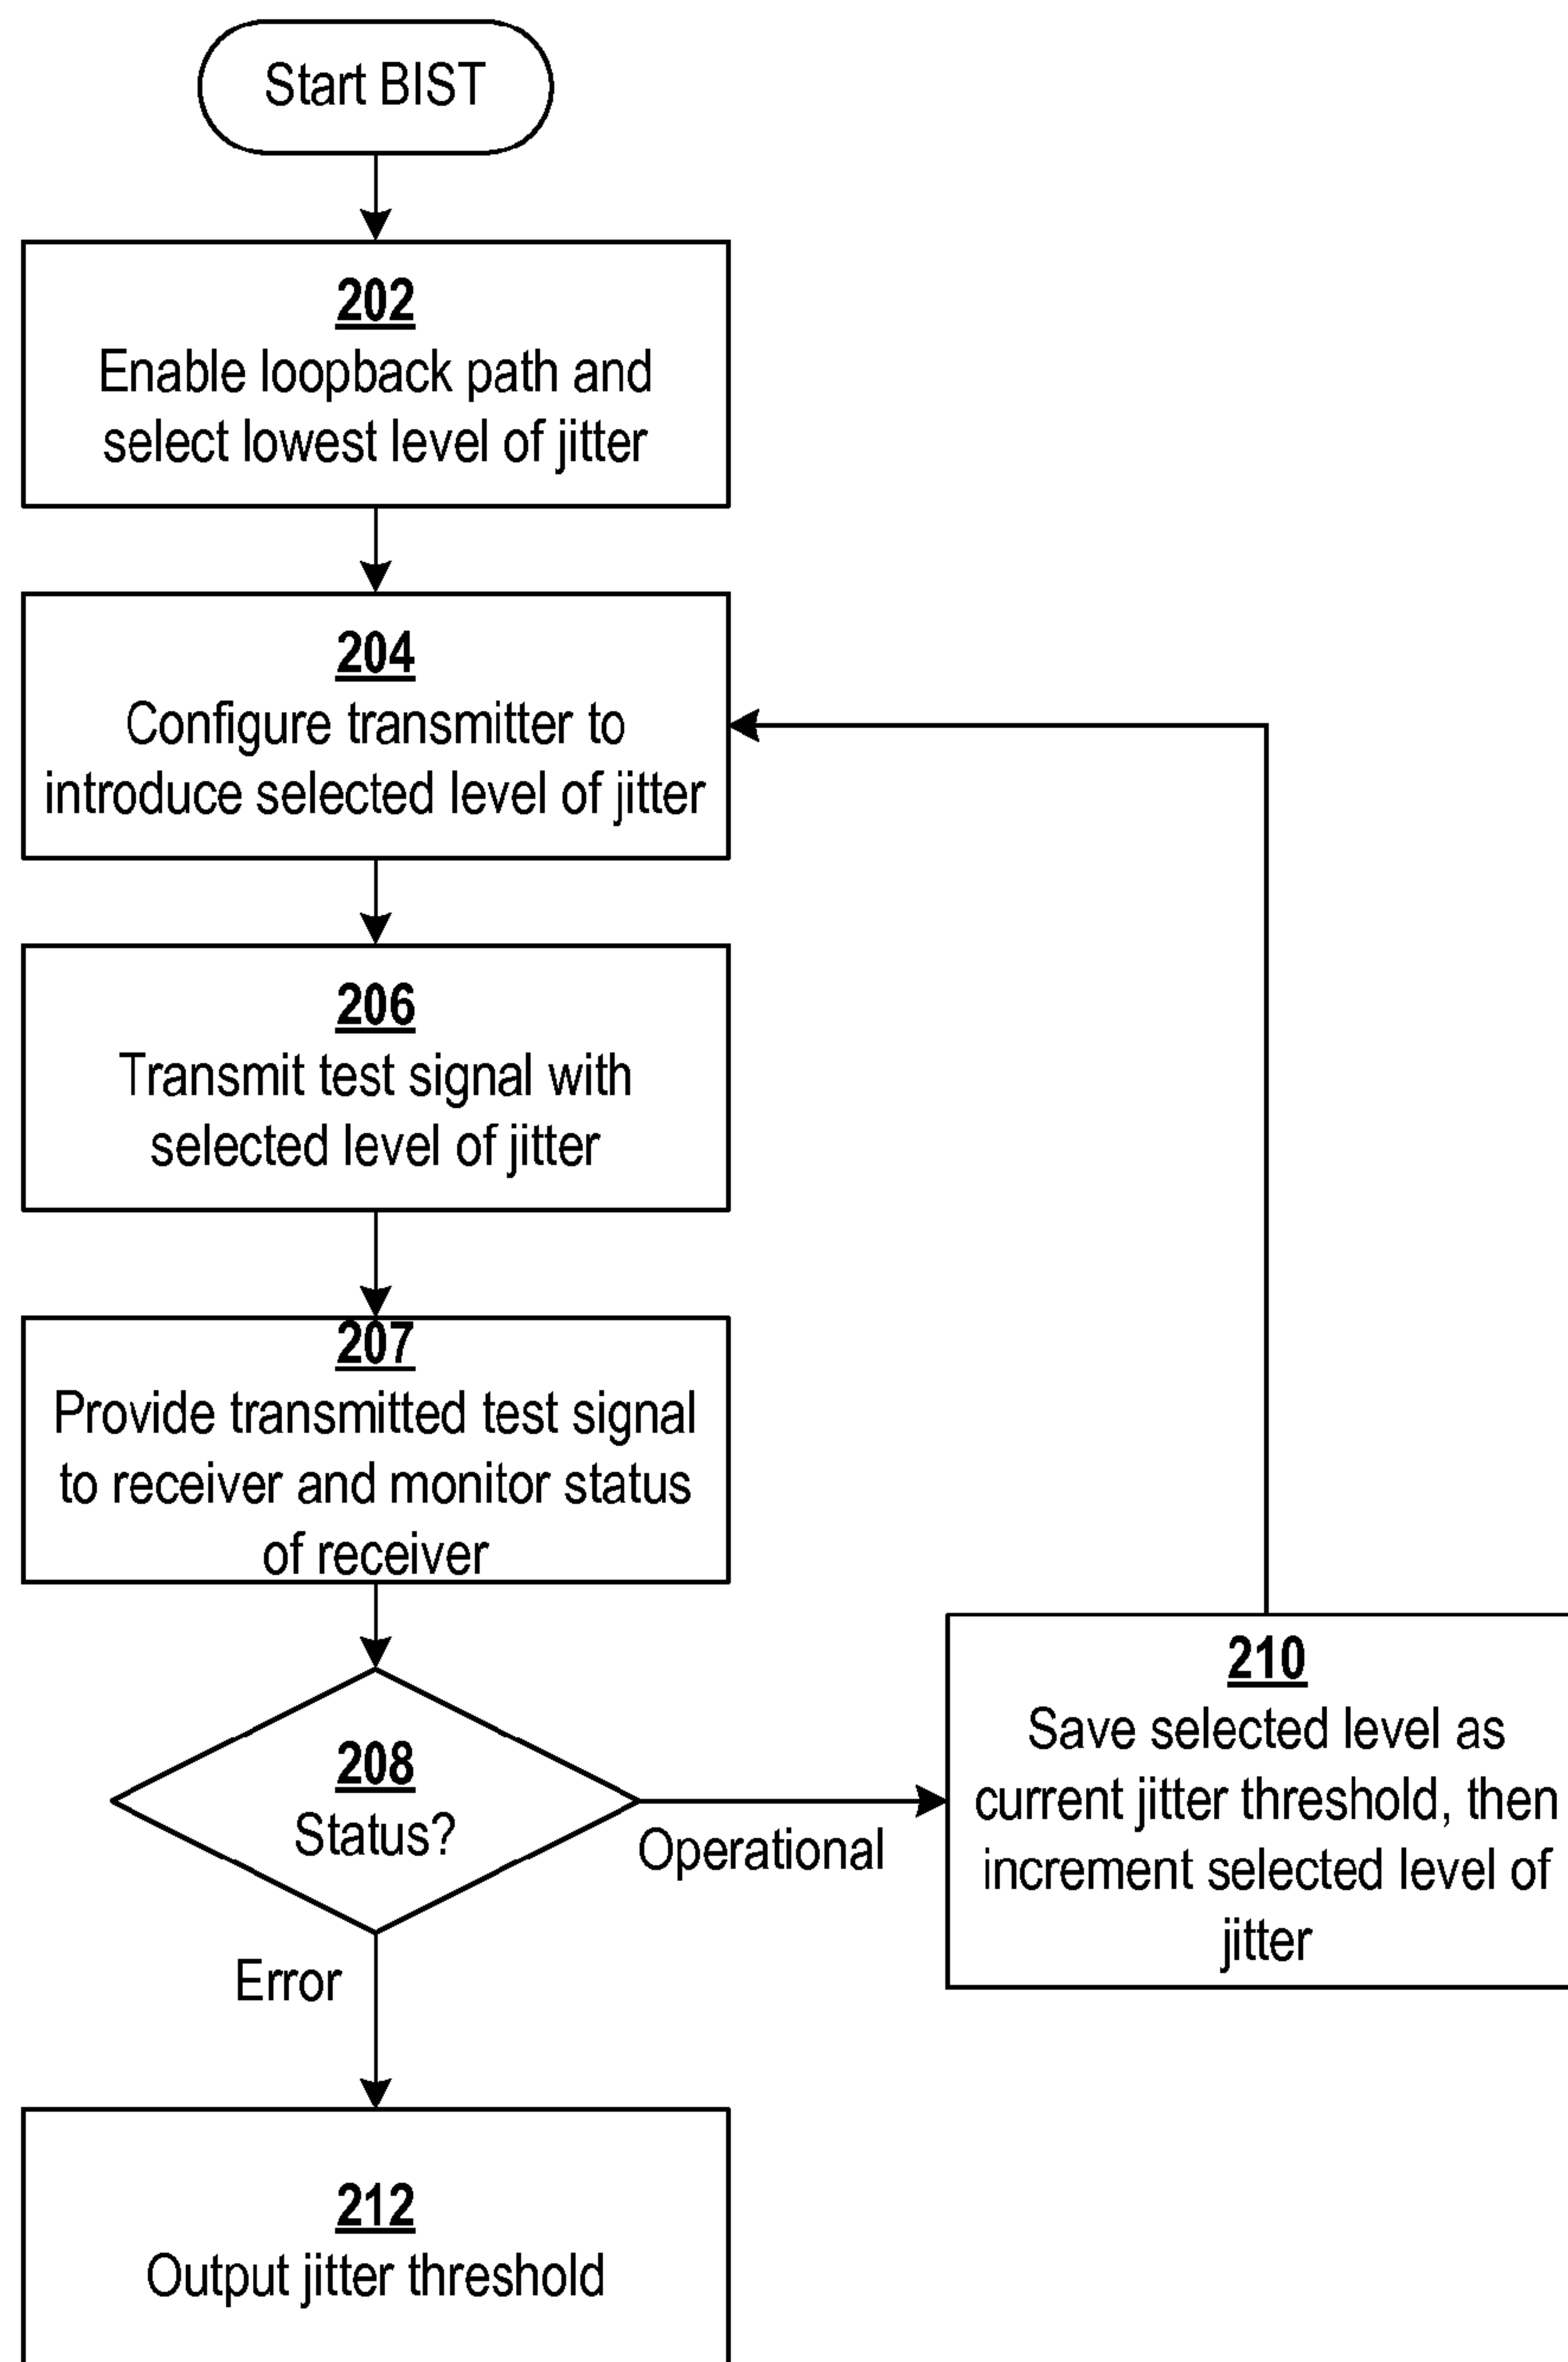 Start BIST
202
Enable loopback path and
select lowest level of jitter
204
Configure transmitter to
introduce selected level of jitter
206
Transmit test signal with
selected level of jitter
207
Provide transmitted test signal
to receiver and monitor status
of receiver
208
Status?
Operational
210
Save selected level as
current jitter threshold, then
increment selected level of
jitter
Error
212
Output jitter threshold